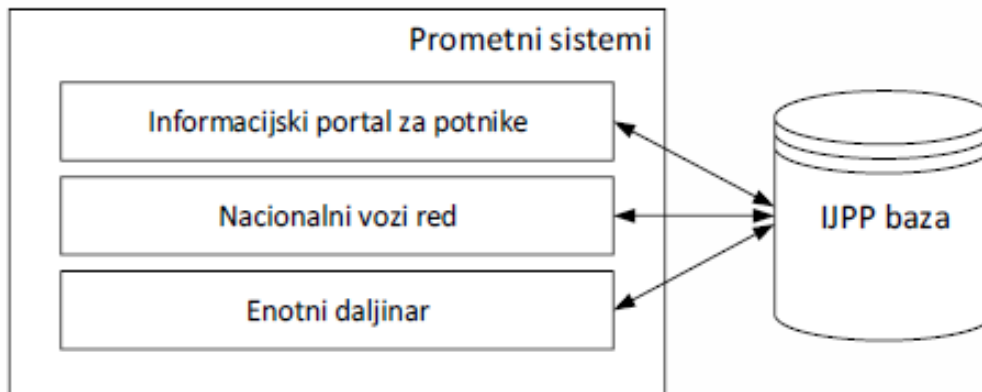 Prometni sistemi
Informacijski portal za potnike
Nacionalni vozi red
Enotni daljinar
IJPP baza